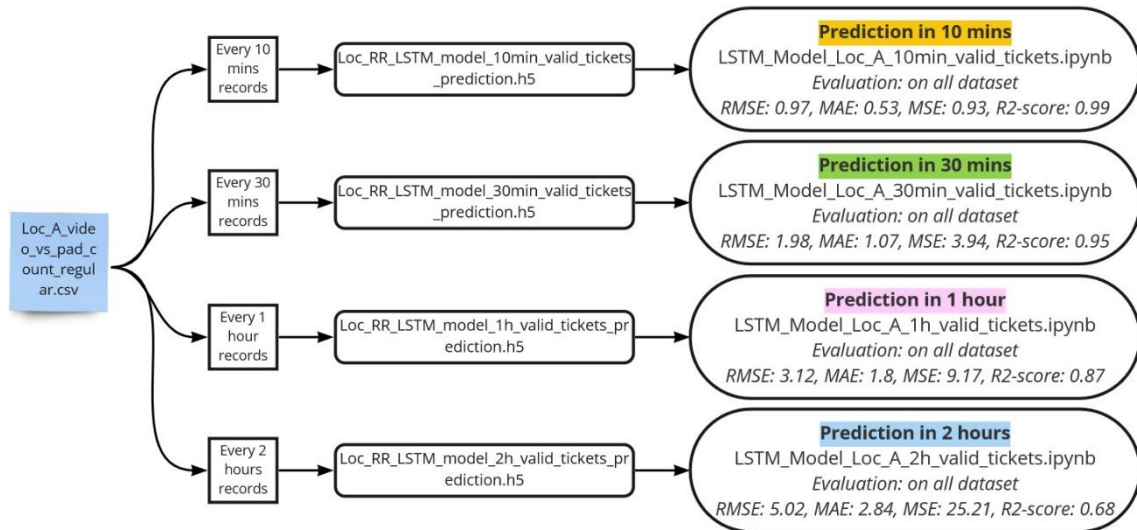 Loc_A_vide
o_vs_pad_c
ount_regul
ar.csv
Every 10
mins
records
Loc_RR_LSTM_model_10min_valid_tickets
_prediction.h5
Prediction in 10 mins
LSTM_Model_Loc_A_10min_valid_tickets.ipynb
Evaluation: on all dataset
RMSE: 0.97, MAE: 0.53, MSE: 0.93, R2-score: 0.99
Every 30
mins
records
Loc_RR_LSTM_model_30min_valid_tickets
_prediction.h5
Prediction in 30 mins
LSTM_Model_Loc_A_30min_valid_tickets.ipynb
Evaluation: on all dataset
RMSE: 1.98, MAE: 1.07, MSE: 3.94, R2-score: 0.95
Every 1
hour
records
Loc_RR_LSTM_model_1h_valid_tickets_pr
ediction.h5
Prediction in 1 hour
LSTM_Model_Loc_A_1h_valid_tickets.ipynb
Evaluation: on all dataset
RMSE: 3.12, MAE: 1.8, MSE: 9.17, R2-score: 0.87
Every 2
hours
records
Loc_RR_LSTM_model_2h_valid_tickets_pr
ediction.h5
Prediction in 2 hours
LSTM_Model_Loc_A_2h_valid_tickets.ipynb
Evaluation: on all dataset
RMSE: 5.02, MAE: 2.84, MSE: 25.21, R2-score: 0.68